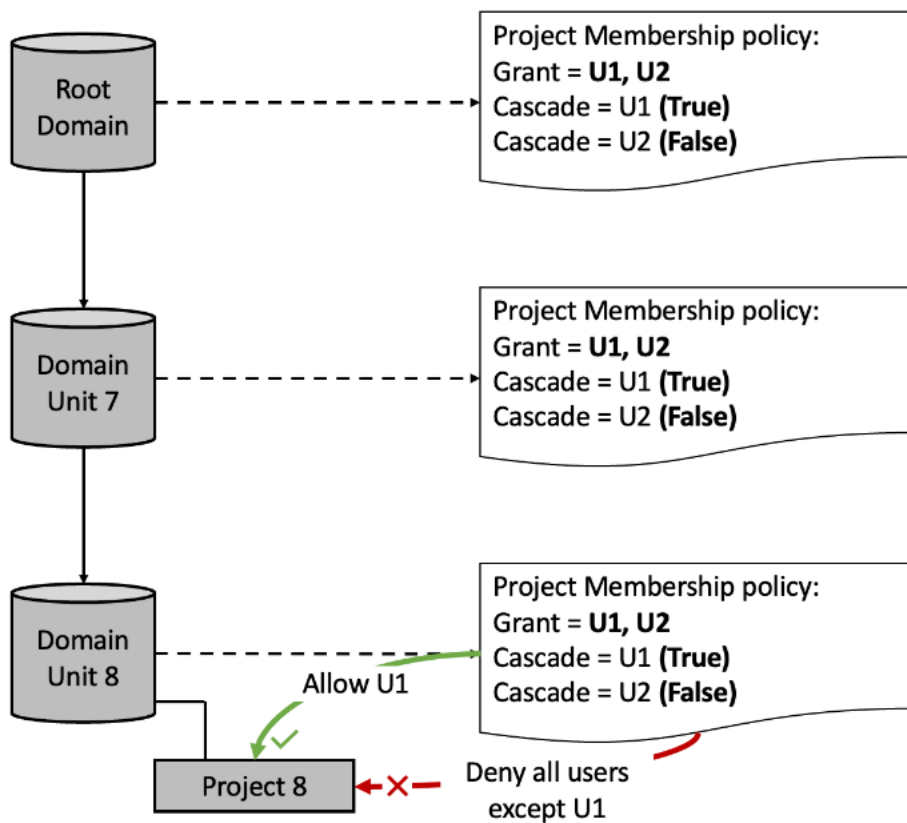 Root
Domain
Project Membership policy:
Grant = U1, U2
Cascade = U1 (True)
Cascade = U2 (False)
Domain
Unit 7
Project Membership policy:
Grant = U1, U2
Cascade = U1 (True)
Cascade = U2 (False)
Domain
Unit 8
Project Membership policy:
Grant = U1, U2
Cascade = U1 (True)
Cascade = U2 (False)
Allow U1
Project 8
Deny all users
except U1